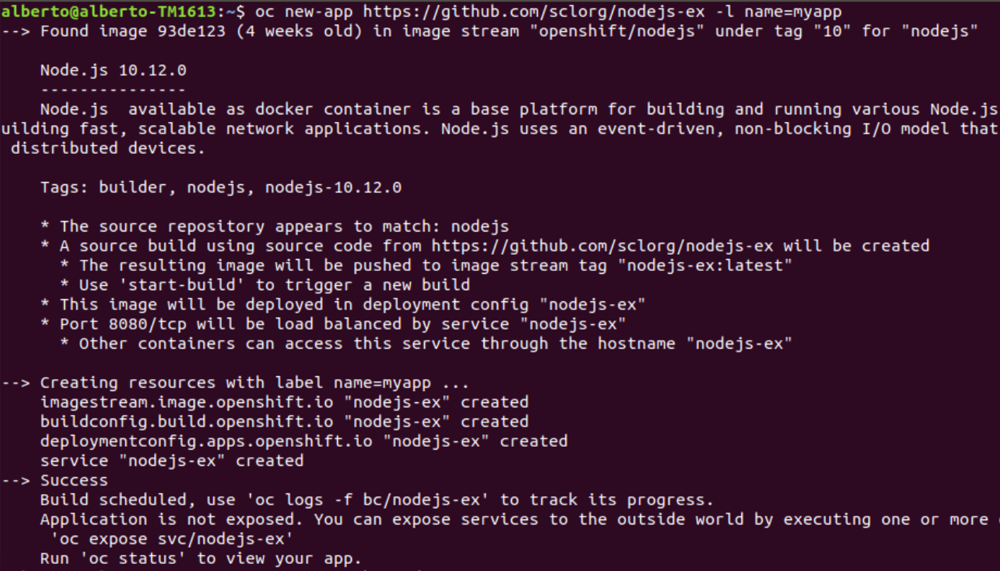 alberto@alberto-TM1613:~$ oc new-app https://github.com/sclorg/nodejs-ex -l name=myapp
--> Found image 93de123 (4 weeks old) in image stream "openshift/nodejs" under tag "10" for "nodejs"
Node.js 10.12.0
---------------
Node.js  available as docker container is a base platform for building and running various Node.js
uilding fast, scalable network applications. Node.js uses an event-driven, non-blocking I/O model that
distributed devices.
Tags: builder, nodejs, nodejs-10.12.0
* The source repository appears to match: nodejs
* A source build using source code from https://github.com/sclorg/nodejs-ex will be created
* The resulting image will be pushed to image stream tag "nodejs-ex:latest"
* Use 'start-build' to trigger a new build
* This image will be deployed in deployment config "nodejs-ex"
* Port 8080/tcp will be load balanced by service "nodejs-ex"
* Other containers can access this service through the hostname "nodejs-ex"
--> Creating resources with label name=myapp ...
imagestream.image.openshift.io "nodejs-ex" created
buildconfig.build.openshift.io "nodejs-ex" created
deploymentconfig.apps.openshift.io "nodejs-ex" created
service "nodejs-ex" created
--> Success
Build scheduled, use 'oc logs -f bc/nodejs-ex' to track its progress.
Application is not exposed. You can expose services to the outside world by executing one or more
'oc expose svc/nodejs-ex'
Run 'oc status' to view your app.